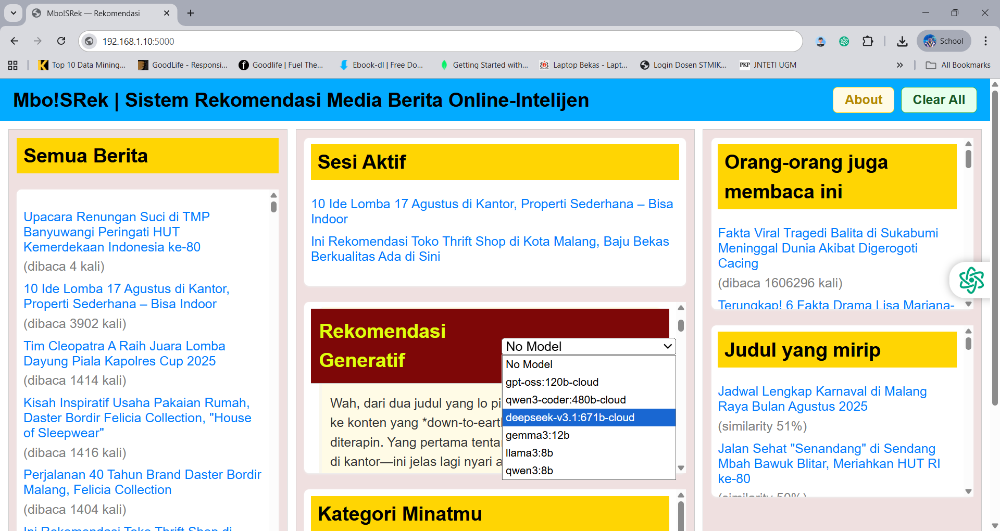 Mbo!SRek — Rekomendasi
192.168.1.10:5000
School
Top 10 Data Mining...
GoodLife - Responsi...
Goodlife | Fuel The...
Ebook-dl | Free Do...
Getting Started with...
Laptop Bekas - Lapt...
Login Dosen STMIK...
PKP JNTETI UGM
All Bookmarks
Mbo!SRek | Sistem Rekomendasi Media Berita Online-Intelijen
About
Clear All
Semua Berita
Upacara Renungan Suci di TMP
Banyuwangi Peringati HUT
Kemerdekaan Indonesia ke-80
(dibaca 4 kali)
10 Ide Lomba 17 Agustus di Kantor,
Properti Sederhana – Bisa Indoor
(dibaca 3902 kali)
Tim Cleopatra A Raih Juara Lomba
Dayung Piala Kapolres Cup 2025
(dibaca 1414 kali)
Kisah Inspiratif Usaha Pakaian Rumah,
Daster Bordir Felicia Collection, "House
of Sleepwear"
(dibaca 1416 kali)
Perjalanan 40 Tahun Brand Daster Bordir
Malang, Felicia Collection
(dibaca 1404 kali)
Ini Rekomendasi Toko Thrift Shop di
Sesi Aktif
10 Ide Lomba 17 Agustus di Kantor, Properti Sederhana – Bisa
Indoor
Ini Rekomendasi Toko Thrift Shop di Kota Malang, Baju Bekas
Berkualitas Ada di Sini
Rekomendasi
Generatif
No Model
No Model
gpt-oss:120b-cloud
qwen3-coder:480b-cloud
deepseek-v3.1:671b-cloud
gemma3:12b
llama3:8b
qwen3:8b
Wah, dari dua judul yang lo pi
ke konten yang *down-to-eart
diterapin. Yang pertama tenta
di kantor—ini jelas lagi nyari a
Kategori Minatmu
Orang-orang juga
membaca ini
Fakta Viral Tragedi Balita di Sukabumi
Meninggal Dunia Akibat Digerogoti
Cacing
(dibaca 1606296 kali)
Terungkap! 6 Fakta Drama Lisa Mariana-
Judul yang mirip
Jadwal Lengkap Karnaval di Malang
Raya Bulan Agustus 2025
(similarity 51%)
Jalan Sehat "Senandang" di Sendang
Mbah Bawuk Blitar, Meriahkan HUT RI
ke-80
(similarity 50%)